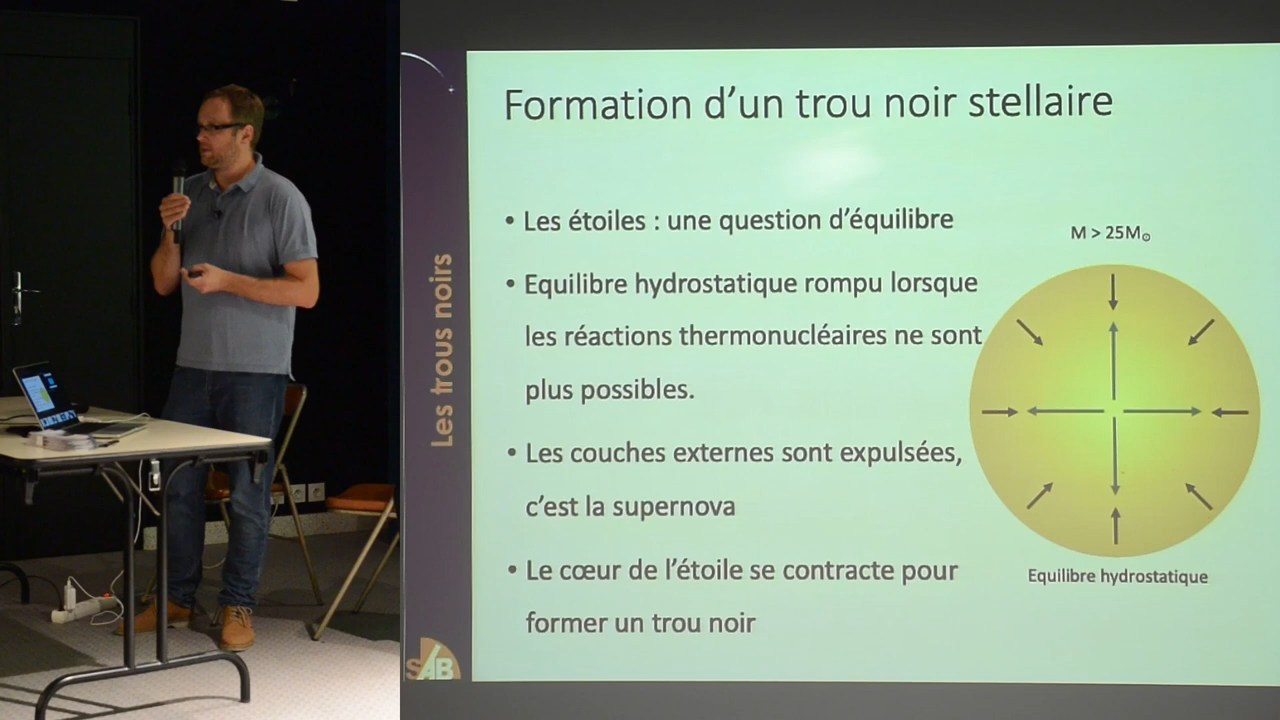 Formation d'un trou noir stellaire
• Les étoiles : une question d'équilibre
• Equilibre hydrostatique rompu lorsque
les réactions thermonucléaires ne sont
plus possibles.
• Les couches externes sont expulsées,
c'est la supernova
• Le cœur de l'étoile se contracte pour
former un trou noir
M > 25M☉
Equilibre hydrostatique
Les trous noirs
SAB